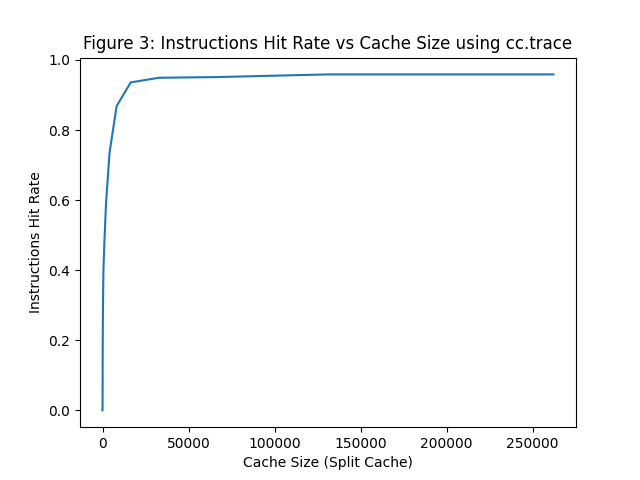 Figure 3: Instructions Hit Rate vs Cache Size using cc.trace
1.0
0.8
0.6
0.4
0.2
0.0
Instructions Hit Rate
0 50000 100000 150000 200000 250000
Cache Size (Split Cache)